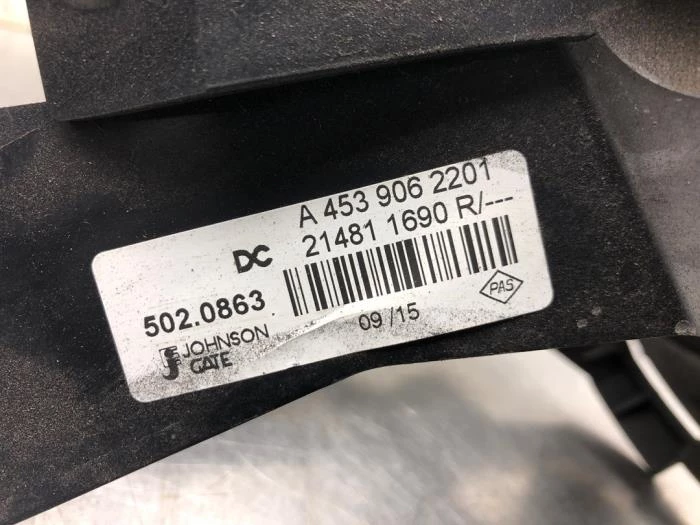 A 453 906 2201
DC 21481 1690 R/---
502.0863
09 /15
PAS
JOHNSON
GATE